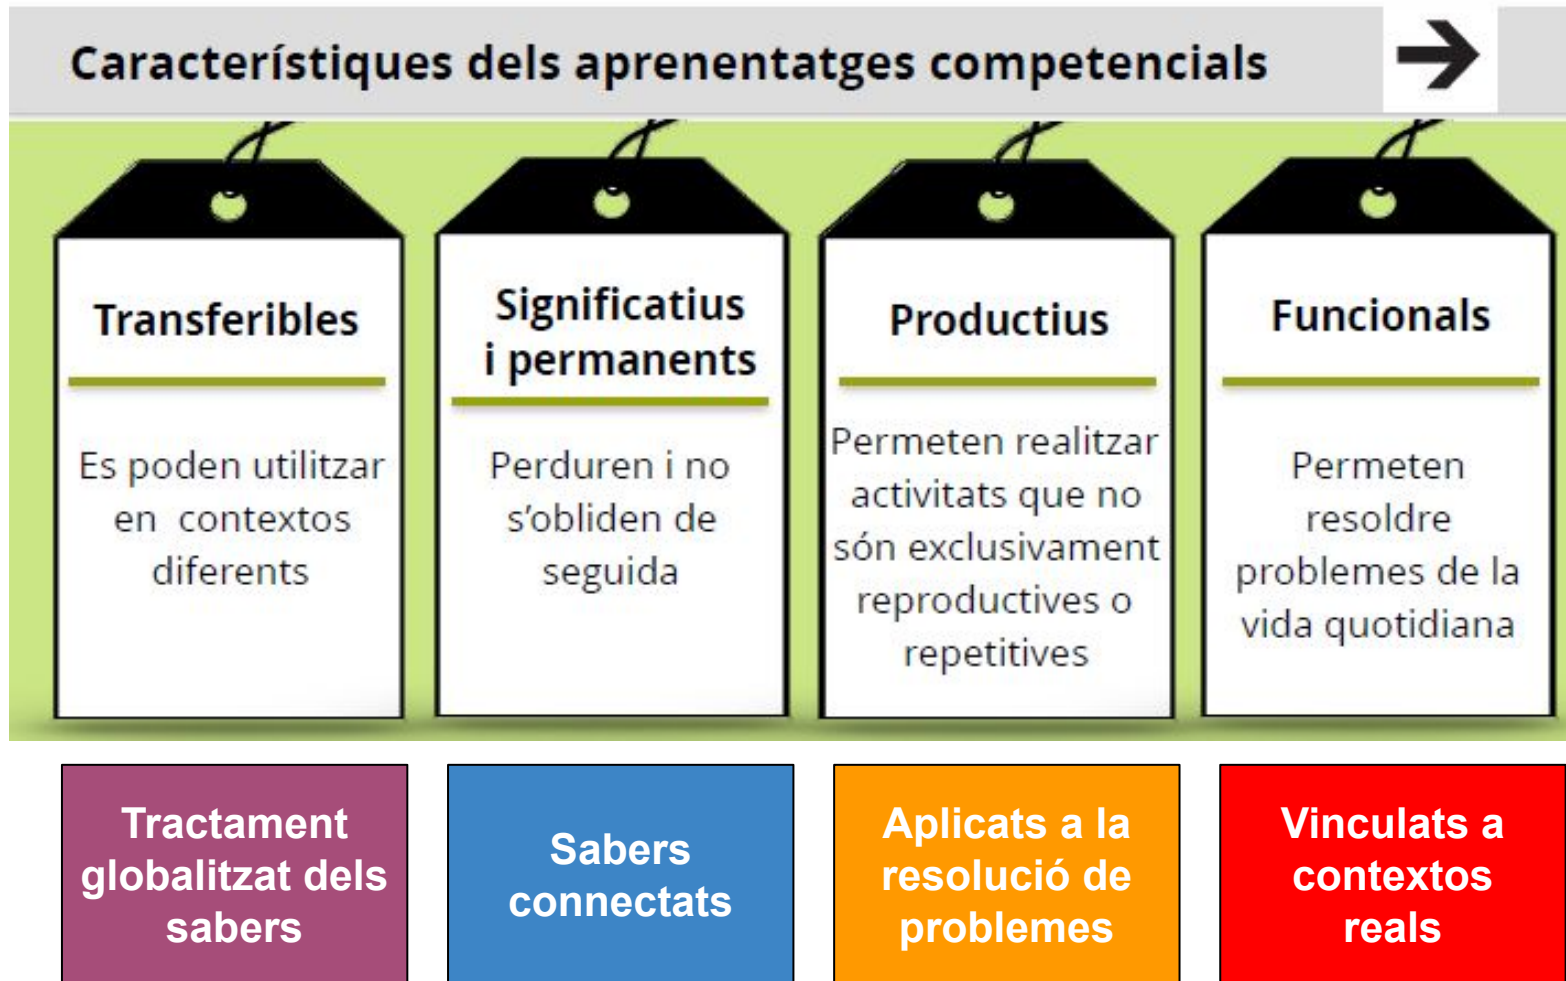 Característiques dels aprenentatges competencials
Transferibles
Es poden utilitzar
en contextos
diferents
Significatius
i permanents
Perduren i no
s'obliden de
seguida
Productius
Permeten realitzar
activitats que no
són exclusivament
reproductives o
repetitives
Funcionals
Permeten
resoldre
problemes de la
vida quotidiana
Tractament
globalitzat dels
sabers
Sabers
connectats
Aplicats a la
resolució de
problemes
Vinculats a
contextos
reals